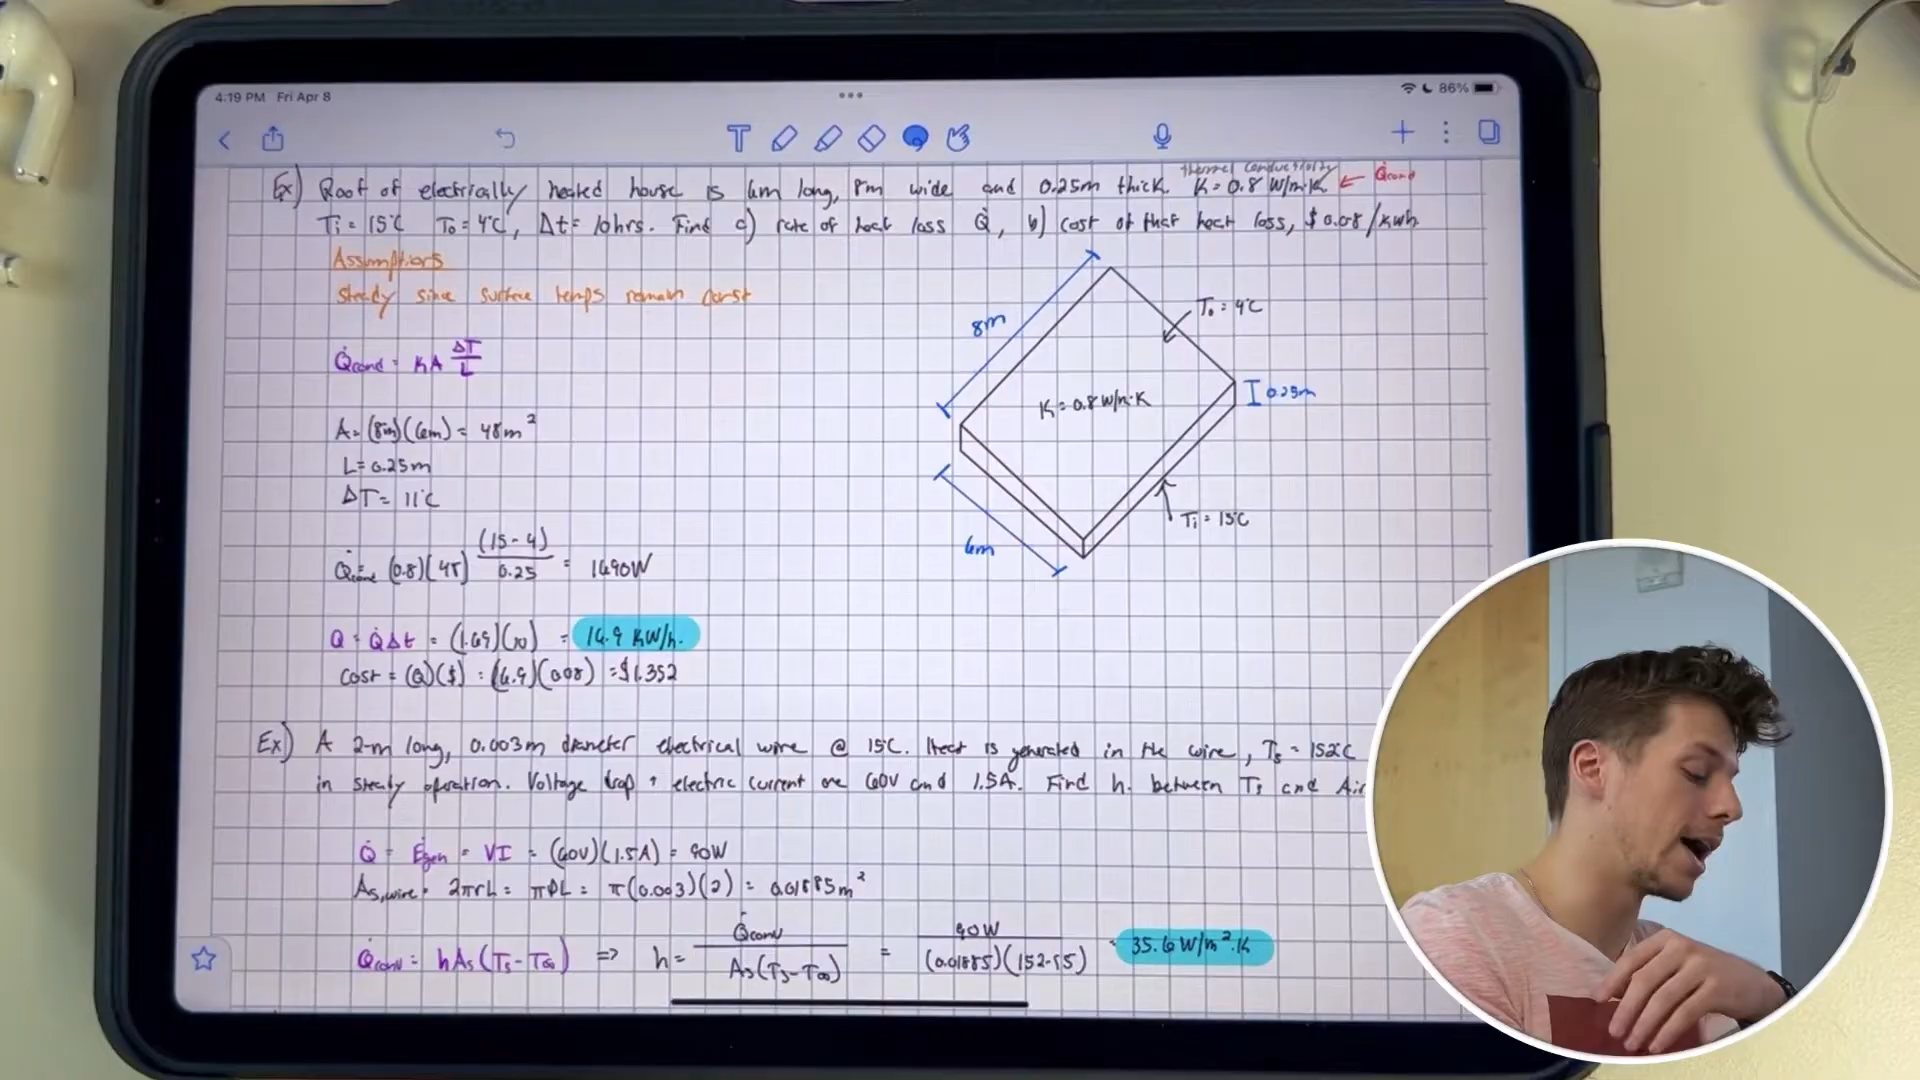 4:19 PM Fri Apr 8
86%
T
thermal conductivity
Ex) Roof of electrically heated house is 6m long, 8m wide and 0.25m thick. K = 0.8 W/m·K ← Q̇cond
Ti = 15°C To = 4°C, Δt = 10hrs. Find a) rate of heat loss Q̇, b) cost of that heat loss, $0.08/kWh
Assumptions
Steady since surface temps remain const
Q̇cond = KA ΔT/L
A = (8m)(6m) = 48m²
L = 0.25m
ΔT = 11°C
Q̇cond = (0.8)(48) (15-4)/0.25 = 1690W
Q = Q̇Δt = (1.69)(10) = 16.9 KW/h.
Cost = (Q)($) = (16.9)(0.08) = $1.352
8m
To = 4°C
K = 0.8 W/m·K
0.25m
Ti = 15°C
6m
Ex) A 2-m long, 0.003m diameter electrical wire @ 15°C. Heat is generated in the wire, Ts = 152°C
in steady operation. Voltage drop + electric current are 60V and 1.5A. Find h. between Ts and Air
Q̇ = Ėgen = VI = (60V)(1.5A) = 90W
As,wire = 2πrL = πDL = π(0.003)(2) = 0.01885m²
Q̇conv = hAs(Ts-T∞) => h = Q̇conv/As(Ts-T∞) = 90W/(0.01885)(152-15) = 35.6 W/m²·K